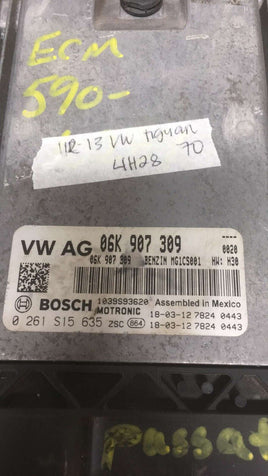 ECM
590-
112-13 VW tiguan
4H28 70
VW AG 06K 907 309 ----
06K 907 309 BENZIN MG1CS001 0020
HW: H30
BOSCH 1039S93620* Assembled in Mexico
MOTRONIC 18-03-12 7824 0443
0 261 S15 635 ZSC 864 18-03-12 7824 0443
Passat